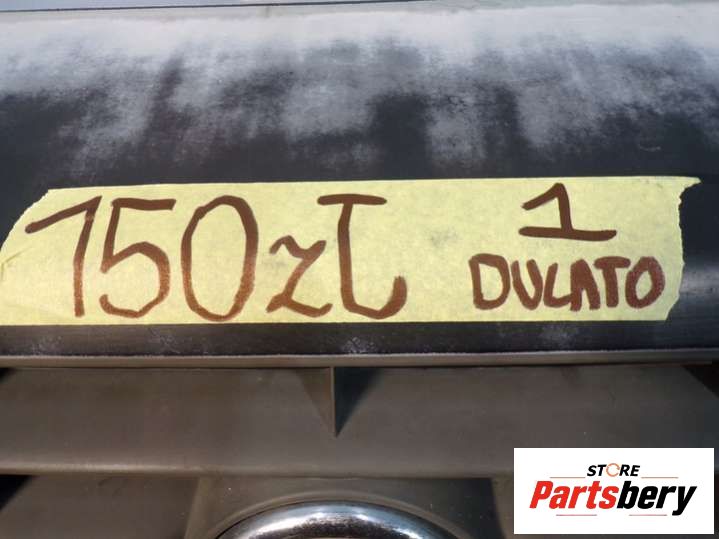 150zł 1
DUCATO
STORE
Partsbery